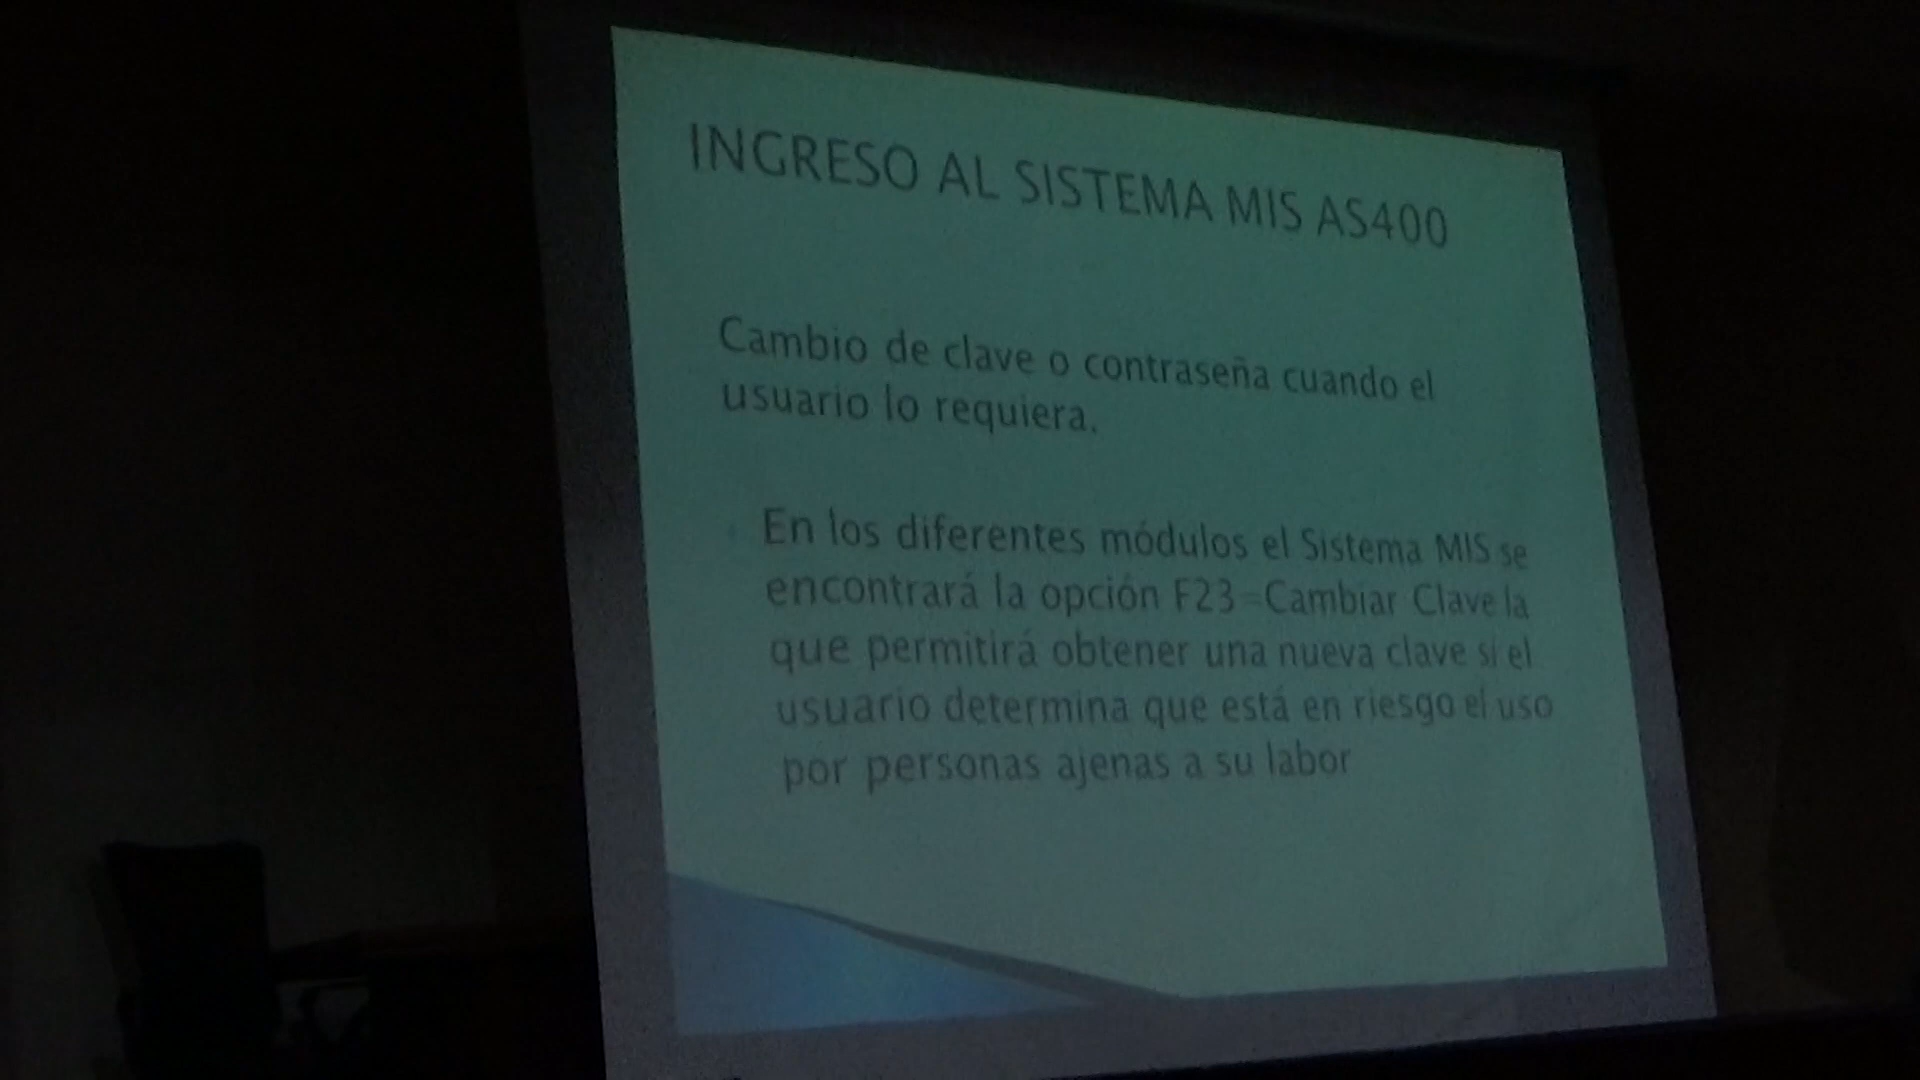 INGRESO AL SISTEMA MIS AS400
Cambio de clave o contraseña cuando el
usuario lo requiera.
En los diferentes módulos el Sistema MIS se
encontrará la opción F23=Cambiar Clave la
que permitirá obtener una nueva clave si el
usuario determina que está en riesgo el uso
por personas ajenas a su labor